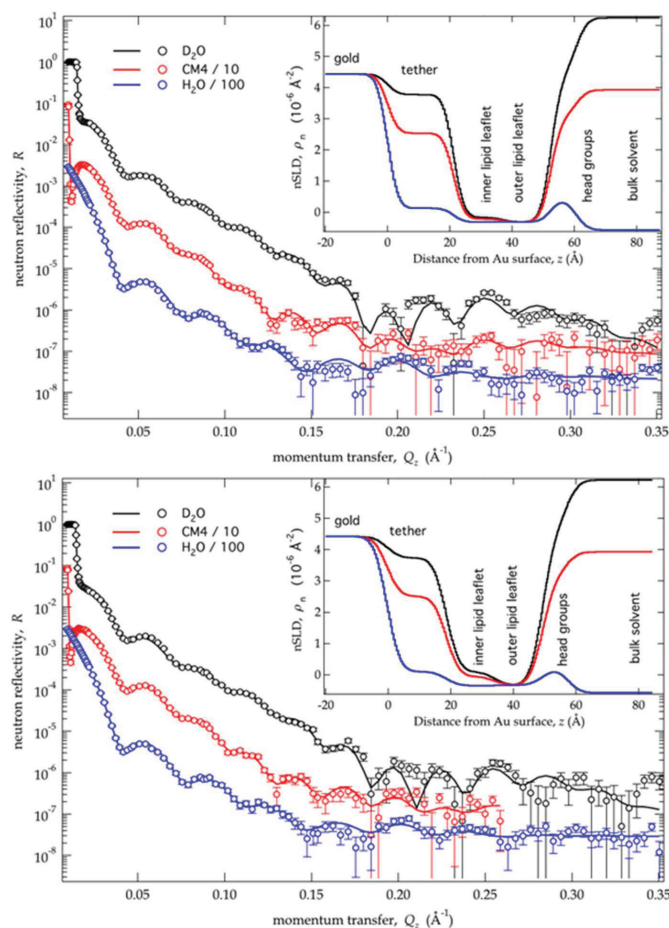 10¹
10⁰
10⁻¹
10⁻²
10⁻³
10⁻⁴
10⁻⁵
10⁻⁶
10⁻⁷
10⁻⁸
neutron reflectivity, R
D₂O
CM4 / 10
H₂O / 100
6
5
4
3
2
1
0
nSLD, ρₙ (10⁻⁶ Å⁻²)
gold
tether
inner lipid leaflet
outer lipid leaflet
head groups
bulk solvent
-20 0 20 40 60 80
Distance from Au surface, z (Å)
0.05 0.10 0.15 0.20 0.25 0.30 0.35
momentum transfer, Q_z (Å⁻¹)
10¹
10⁰
10⁻¹
10⁻²
10⁻³
10⁻⁴
10⁻⁵
10⁻⁶
10⁻⁷
10⁻⁸
neutron reflectivity, R
D₂O
CM4 / 10
H₂O / 100
6
5
4
3
2
1
0
nSLD, ρₙ (10⁻⁶ Å⁻²)
gold
tether
inner lipid leaflet
outer lipid leaflet
head groups
bulk solvent
-20 0 20 40 60 80
Distance from Au surface, z (Å)
0.05 0.10 0.15 0.20 0.25 0.30 0.35
momentum transfer, Q_z (Å⁻¹)